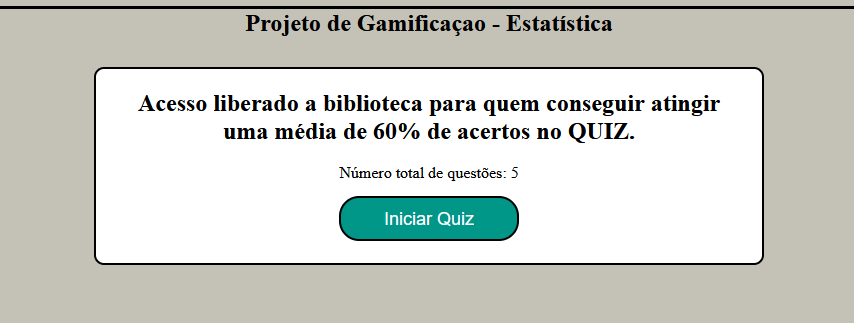 Projeto de Gamificaçao - Estatística
Acesso liberado a biblioteca para quem conseguir atingir
uma média de 60% de acertos no QUIZ.
Número total de questões: 5
Iniciar Quiz